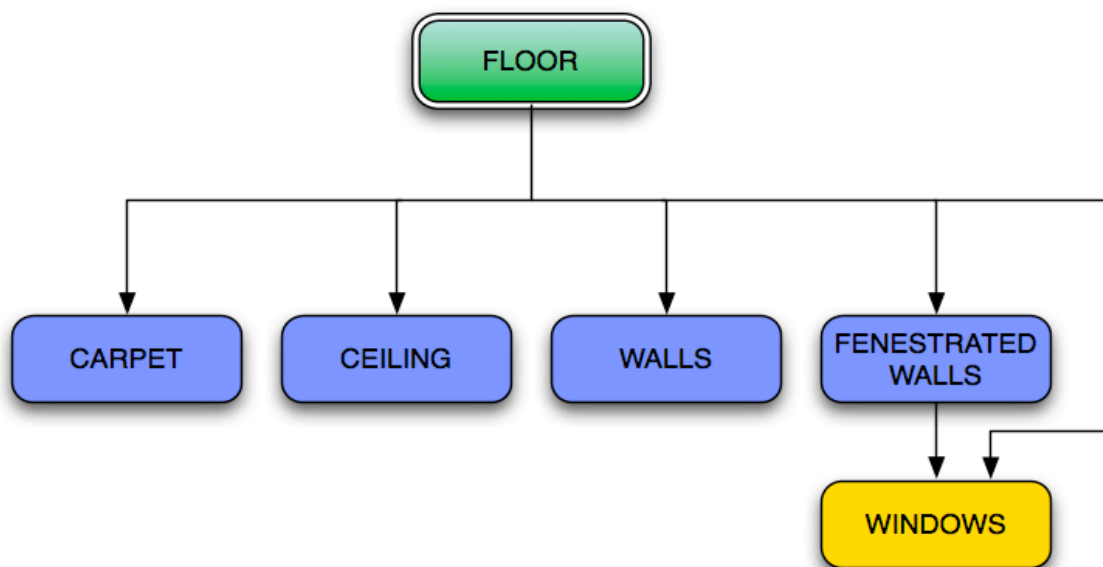 FLOOR
CARPET
CEILING
WALLS
FENESTRATED
WALLS
WINDOWS